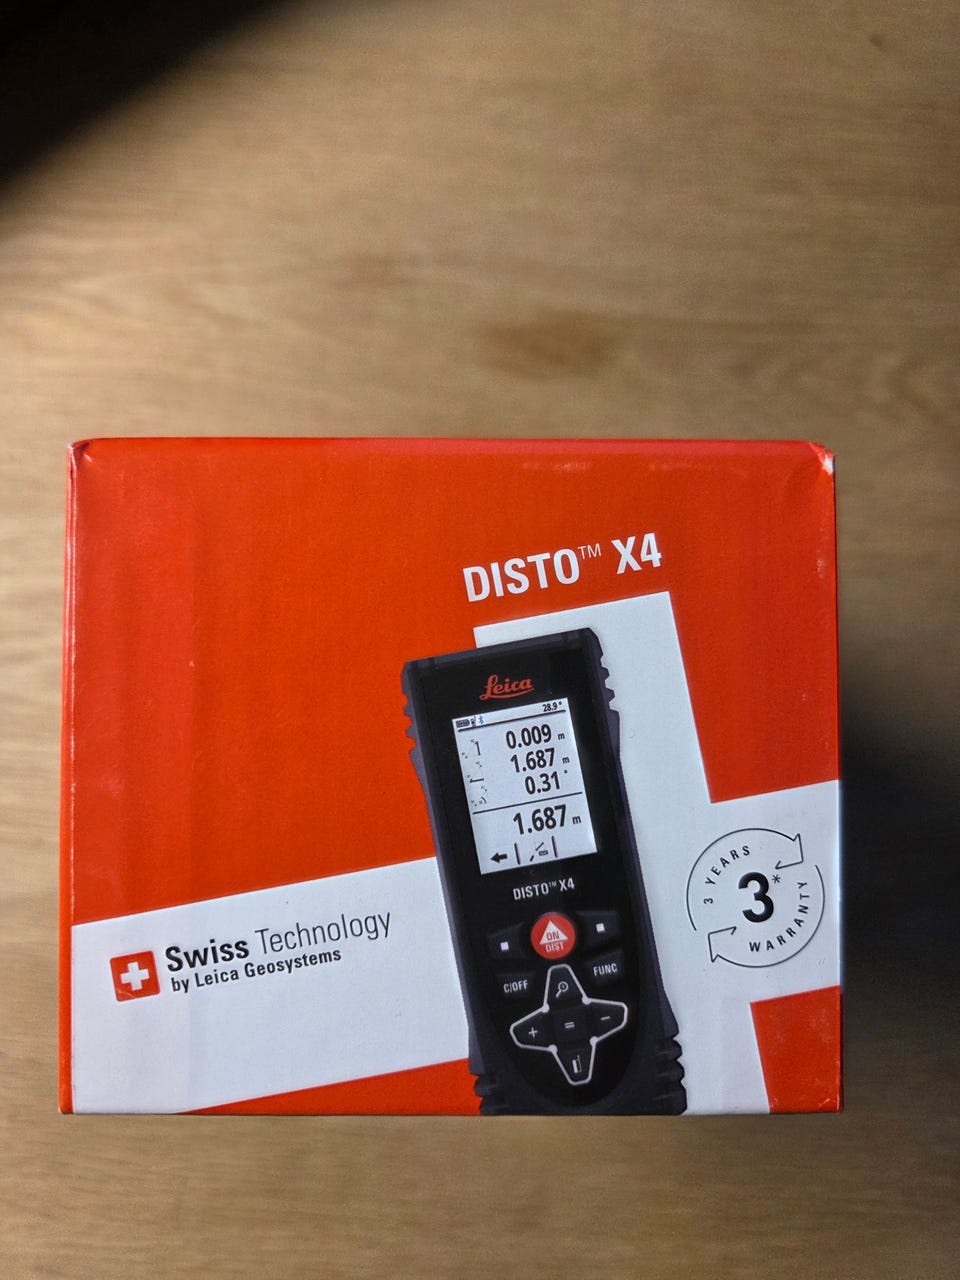 DISTO™ X4
Leica
28.9°
0.009 m
1.687 m
0.31 °
1.687 m
DISTO™ X4
ON
DIST
C/OFF
FUNC
+
=
−
Swiss Technology
by Leica Geosystems
3 YEARS
3*
WARRANTY